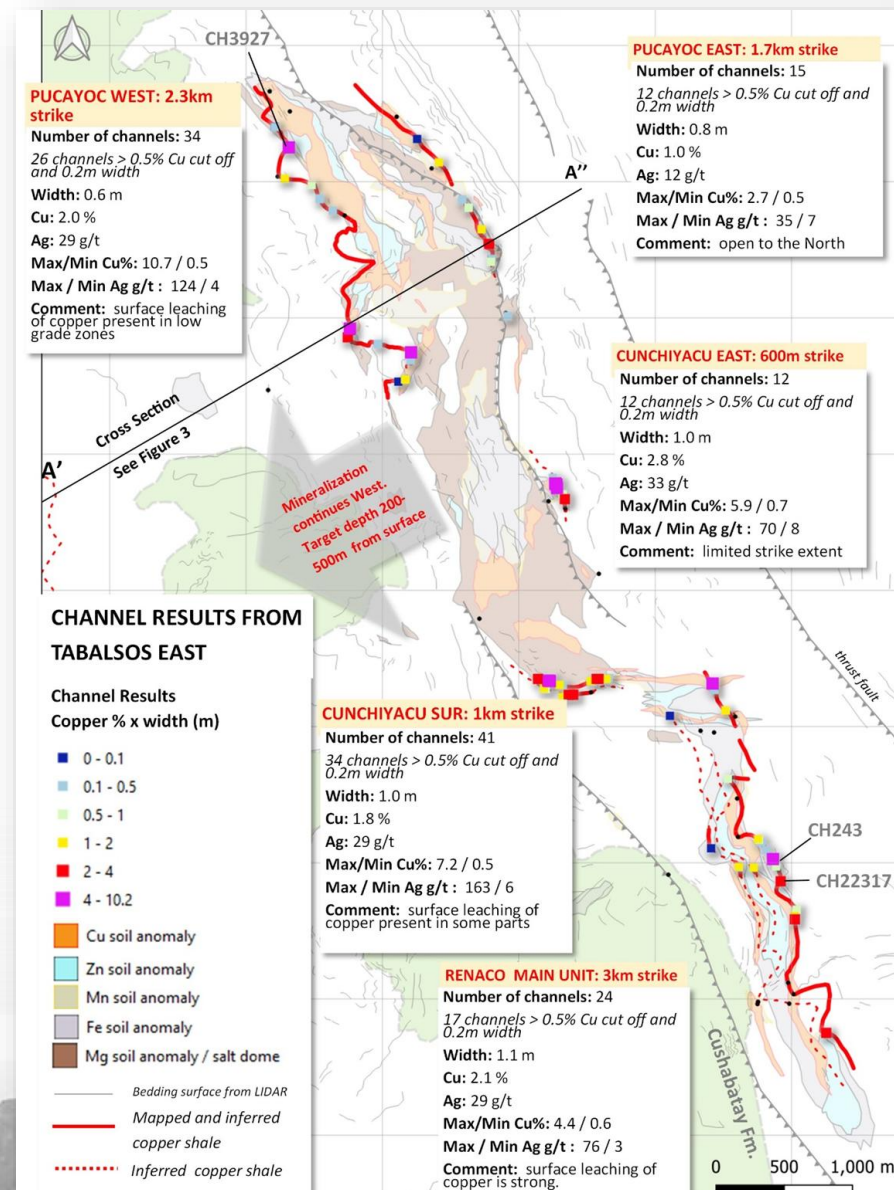 CH3927
PUCAYOC EAST: 1.7km strike
Number of channels: 15
12 channels > 0.5% Cu cut off and
0.2m width
Width: 0.8 m
Cu: 1.0 %
Ag: 12 g/t
Max/Min Cu%: 2.7 / 0.5
Max / Min Ag g/t : 35 / 7
Comment: open to the North
PUCAYOC WEST: 2.3km
strike
Number of channels: 34
26 channels > 0.5% Cu cut off
and 0.2m width
Width: 0.6 m
Cu: 2.0 %
Ag: 29 g/t
Max/Min Cu%: 10.7 / 0.5
Max / Min Ag g/t : 124 / 4
Comment: surface leaching
of copper present in low
grade zones
A’’
CUNCHIYACU EAST: 600m strike
Number of channels: 12
12 channels > 0.5% Cu cut off and
0.2m width
Width: 1.0 m
Cu: 2.8 %
Ag: 33 g/t
Max/Min Cu%: 5.9 / 0.7
Max / Min Ag g/t : 70 / 8
Comment: limited strike extent
Cross Section
See Figure 3
A’
Mineralization
continues West.
Target depth 200-
500m from surface
thrust fault
CHANNEL RESULTS FROM
TABALSOS EAST
Channel Results
Copper % x width (m)
0 - 0.1
0.1 - 0.5
0.5 - 1
1 - 2
2 - 4
4 - 10.2
Cu soil anomaly
Zn soil anomaly
Mn soil anomaly
Fe soil anomaly
Mg soil anomaly / salt dome
Bedding surface from LIDAR
Mapped and inferred
copper shale
Inferred copper shale
CUNCHIYACU SUR: 1km strike
Number of channels: 41
34 channels > 0.5% Cu cut off and
0.2m width
Width: 1.0 m
Cu: 1.8 %
Ag: 29 g/t
Max/Min Cu%: 7.2 / 0.5
Max / Min Ag g/t : 163 / 6
Comment: surface leaching of
copper present in some parts
CH243
CH22317
RENACO MAIN UNIT: 3km strike
Number of channels: 24
17 channels > 0.5% Cu cut off and
0.2m width
Width: 1.1 m
Cu: 2.1 %
Ag: 29 g/t
Max/Min Cu%: 4.4 / 0.6
Max / Min Ag g/t : 76 / 3
Comment: surface leaching of
copper is strong.
Cushabatay Fm.
0 500 1,000 m